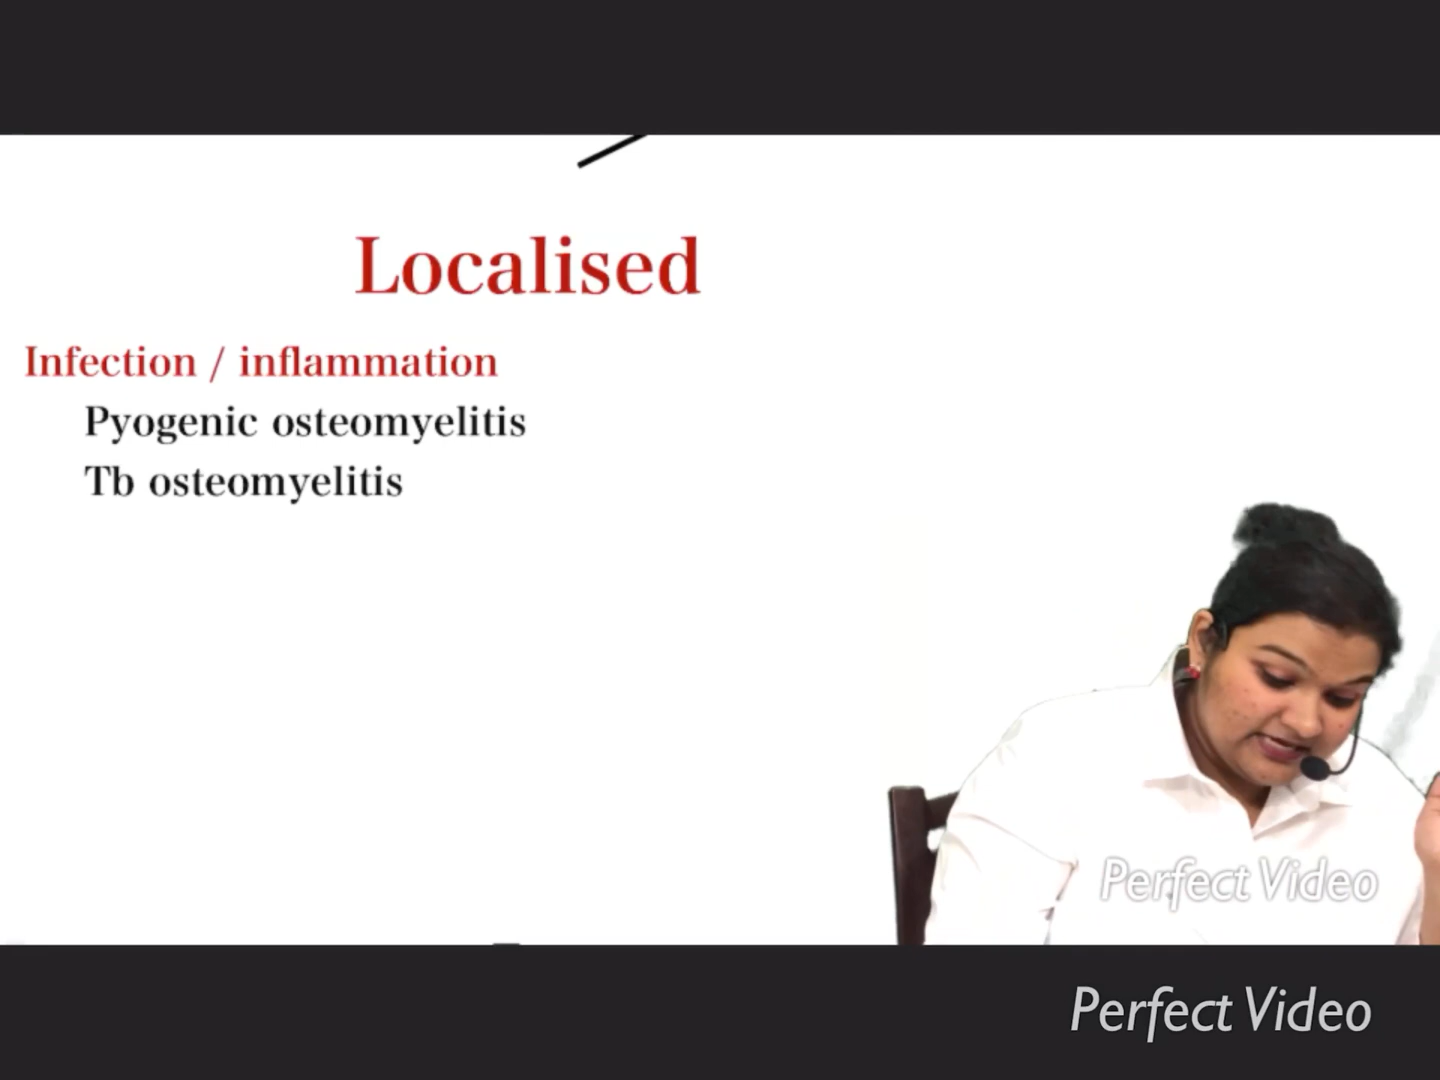 Localised
Infection / inflammation
Pyogenic osteomyelitis
Tb osteomyelitis
Perfect Video
Perfect Video